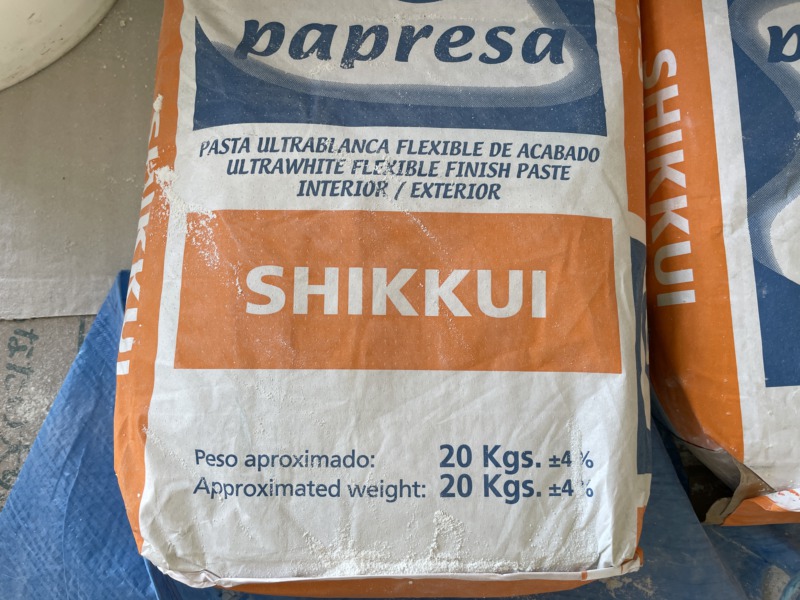 papresa
PASTA ULTRABLANCA FLEXIBLE DE ACABADO
ULTRAWHITE FLEXIBLE FINISH PASTE
INTERIOR / EXTERIOR
SHIKKUI
Peso aproximado: 20 Kgs. ±4 %
Approximated weight: 20 Kgs. ±4 %
SHIKKUI
SHIKKUI